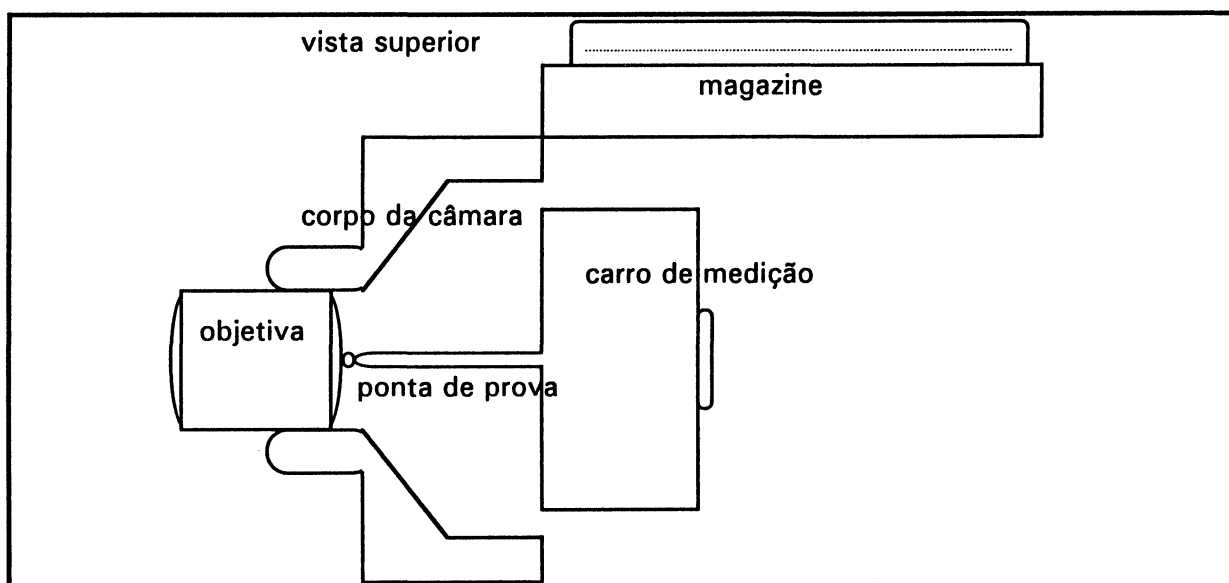 vista superior
magazine
corpo da câmara
carro de medição
objetiva
ponta de prova